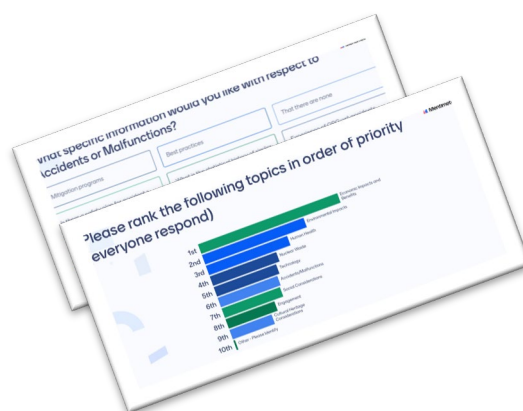 What specific information would you like with respect to
Accidents or Malfunctions?
Mitigation programs
Best practices
That there are none
Mentimeter
Please rank the following topics in order of priority
everyone respond)
1st
Economic Impacts and
Benefits
2nd
Environmental Impacts
3rd
Human Health
4th
Nuclear Waste
5th
Technology
6th
Accidents/Malfunctions
7th
Social Considerations
8th
Engagement
9th
Cultural Heritage
Considerations
10th
Other - Please Identify